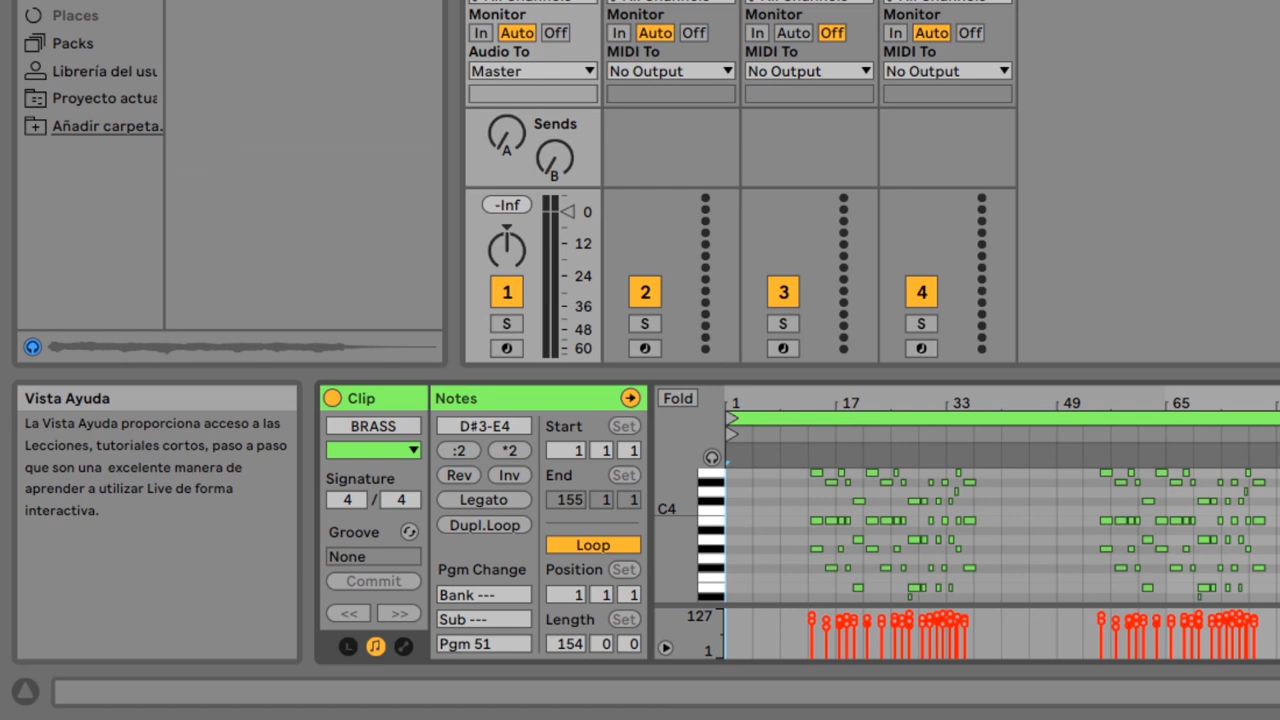 Places
Packs
Librería del usu
Proyecto actua
Añadir carpeta.
Monitor Monitor Monitor Monitor
In Auto Off In Auto Off In Auto Off In Auto Off
Audio To MIDI To MIDI To MIDI To
Master No Output No Output No Output
Sends
A
B
-Inf 0
12
24
1 2 3 4
36
S S S S
48
60
Vista Ayuda
La Vista Ayuda proporciona acceso a las
Lecciones, tutoriales cortos, paso a paso
que son una excelente manera de
aprender a utilizar Live de forma
interactiva.
Clip
BRASS
Signature
4 / 4
Groove
None
Commit
<< >>
L
Notes
D#3-E4
:2 *2
Rev Inv
Legato
Dupl.Loop
Pgm Change
Bank ---
Sub ---
Pgm 51
Start Set
1 1 1
End Set
155 1 1
Loop
Position Set
1 1 1
Length Set
154 0 0
Fold
1 17 33 49 65
C4
127
1